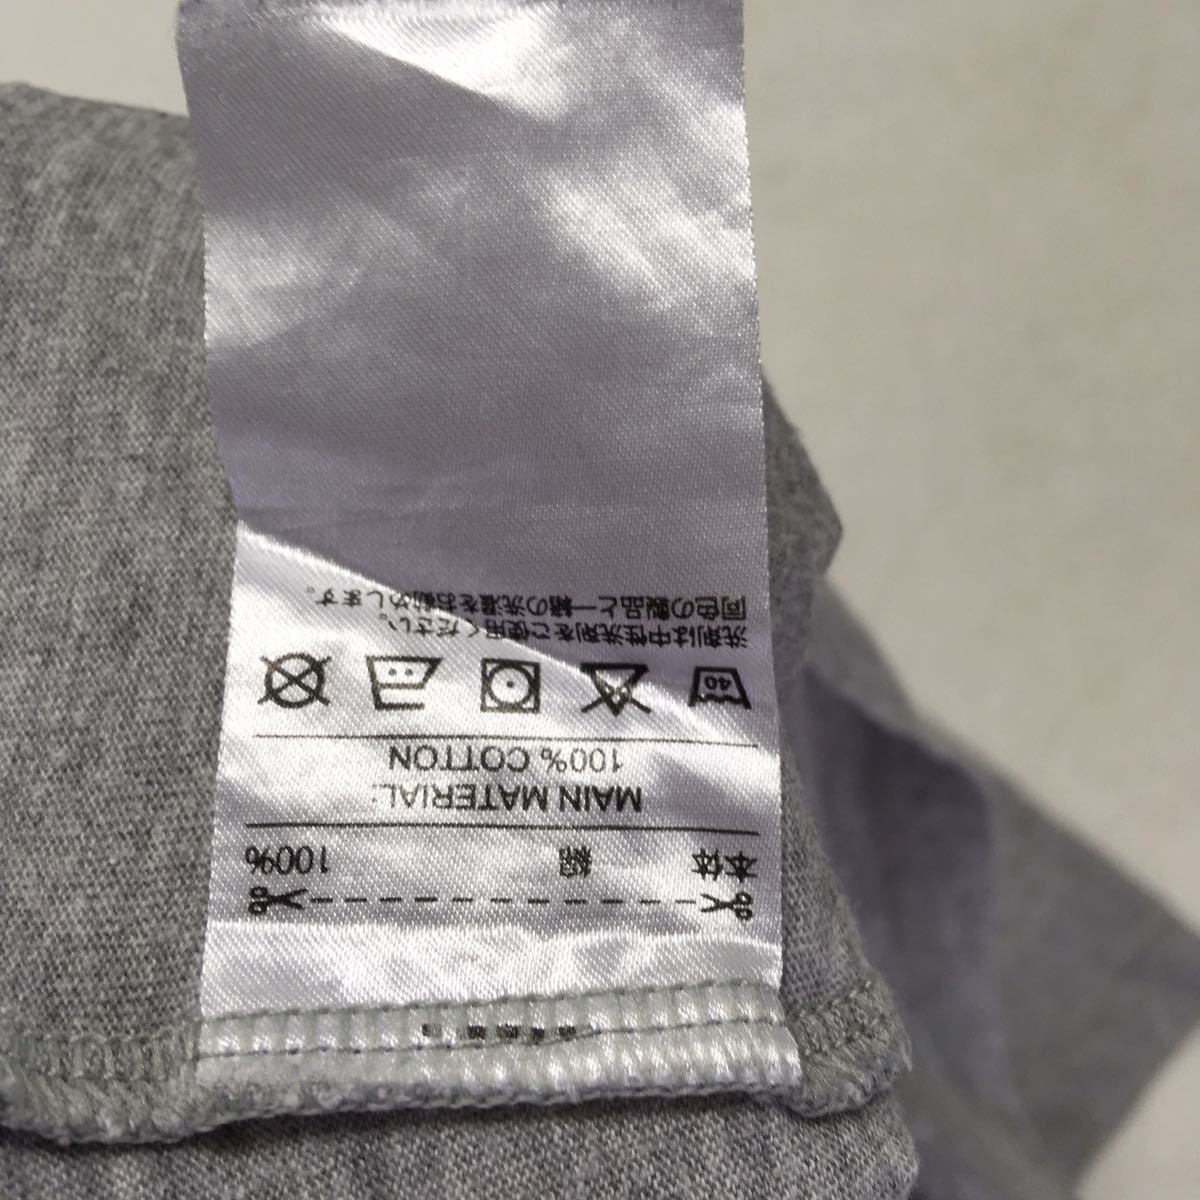 本体 綿 100%
MAIN MATERIAL:
100% COTTON
40
洗剤は中性洗剤をご使用ください。
同色の製品と一緒の洗濯をお勧めします。